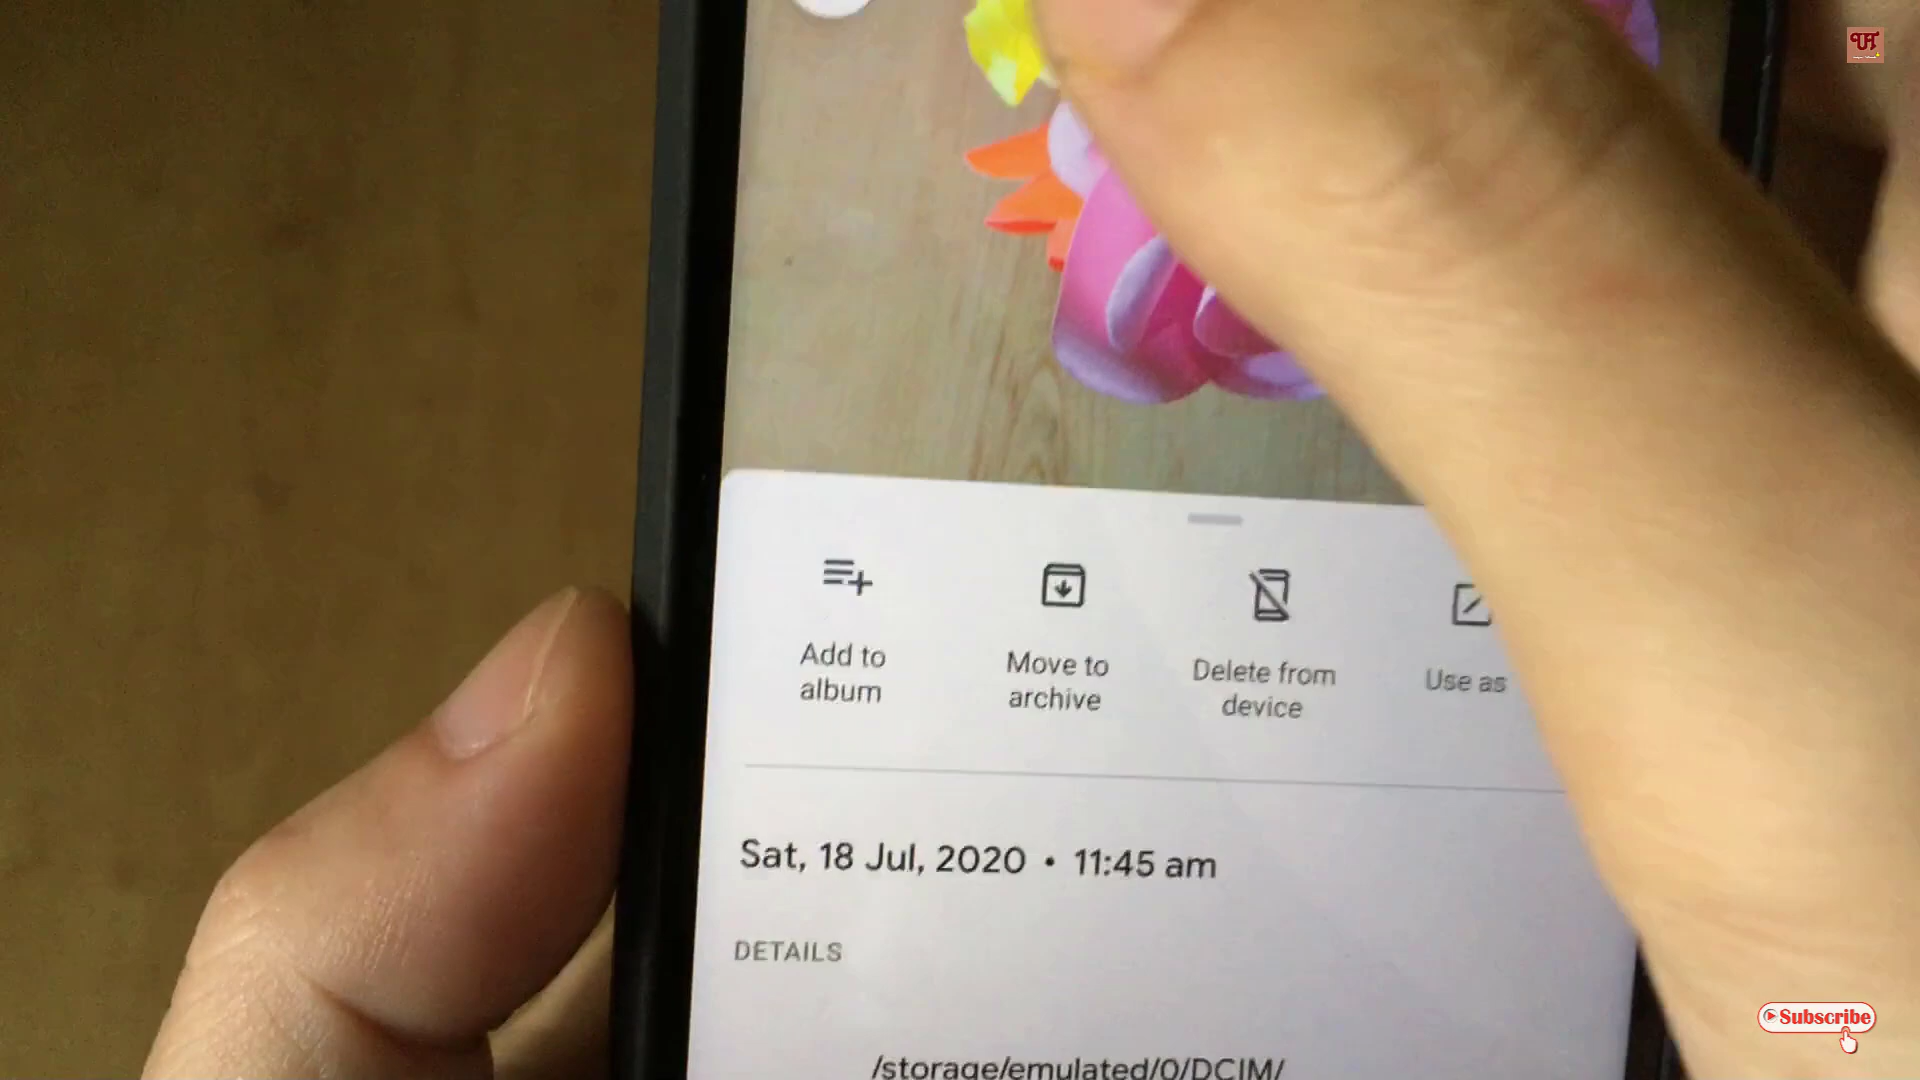 Add to
album
Move to
archive
Delete from
device
Use as
Sat, 18 Jul, 2020 • 11:45 am
DETAILS
/storage/emulated/0/DCIM/
Subscribe